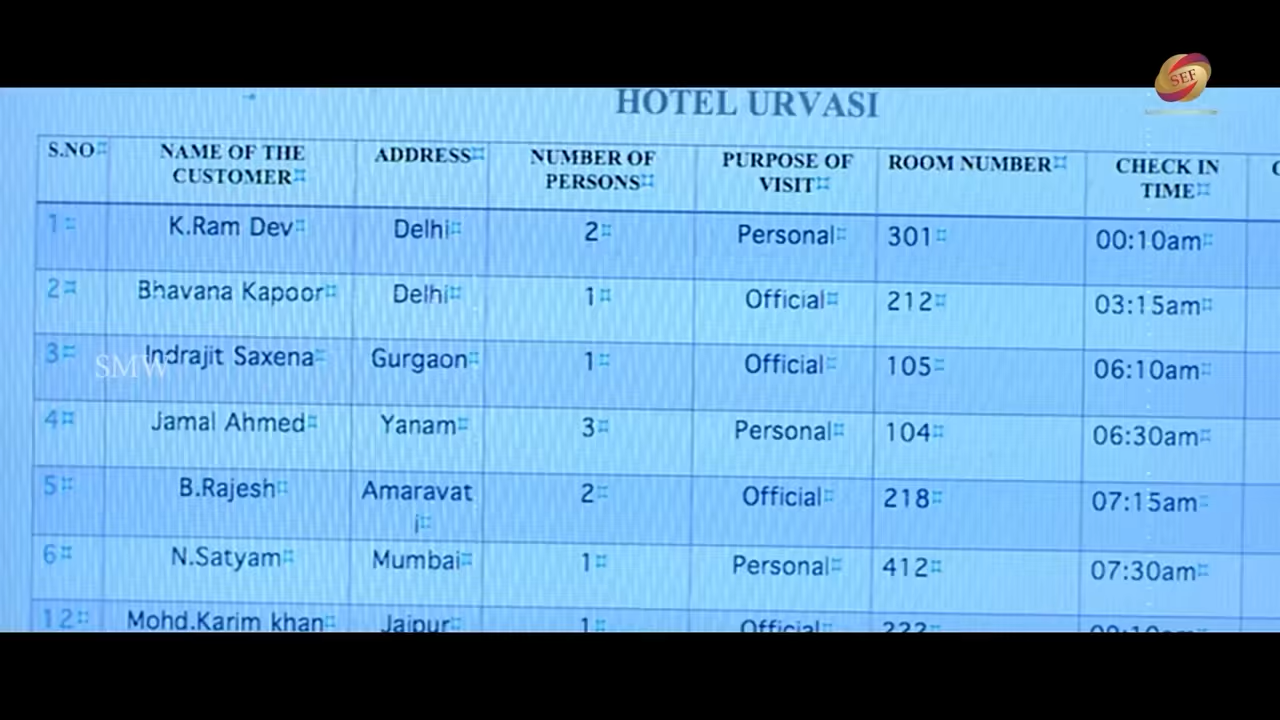 SEF
HOTEL URVASI
S.NO NAME OF THE CUSTOMER ADDRESS NUMBER OF PERSONS PURPOSE OF VISIT ROOM NUMBER CHECK IN TIME
1 K.Ram Dev Delhi 2 Personal 301 00:10am
2 Bhavana Kapoor Delhi 1 Official 212 03:15am
3 Indrajit Saxena Gurgaon 1 Official 105 06:10am
SMW
4 Jamal Ahmed Yanam 3 Personal 104 06:30am
5 B.Rajesh Amaravati 2 Official 218 07:15am
6 N.Satyam Mumbai 1 Personal 412 07:30am
12 Mohd.Karim khan Jaipur 1 Official 222